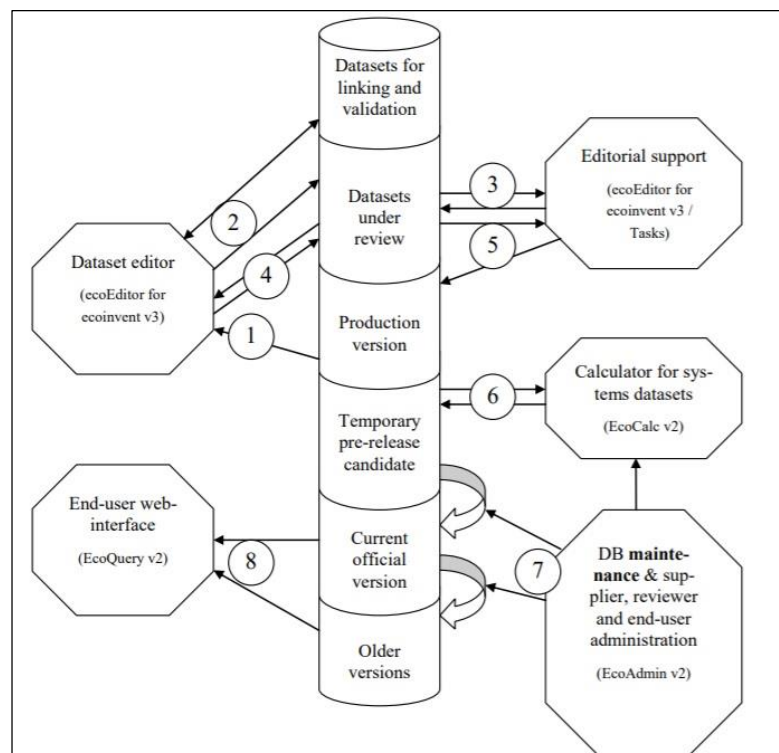 Datasets for
linking and
validation
Datasets
under
review
Production
version
Temporary
pre-release
candidate
Current
official
version
Older
versions
Dataset editor
(ecoEditor for
ecoinvent v3)
End-user web-
interface
(EcoQuery v2)
Editorial support
(ecoEditor for
ecoinvent v3 /
Tasks)
Calculator for sys-
tems datasets
(EcoCalc v2)
DB mainte-
nance & sup-
plier, reviewer
and end-user
administration
(EcoAdmin v2)
2
4
1
8
3
5
6
7